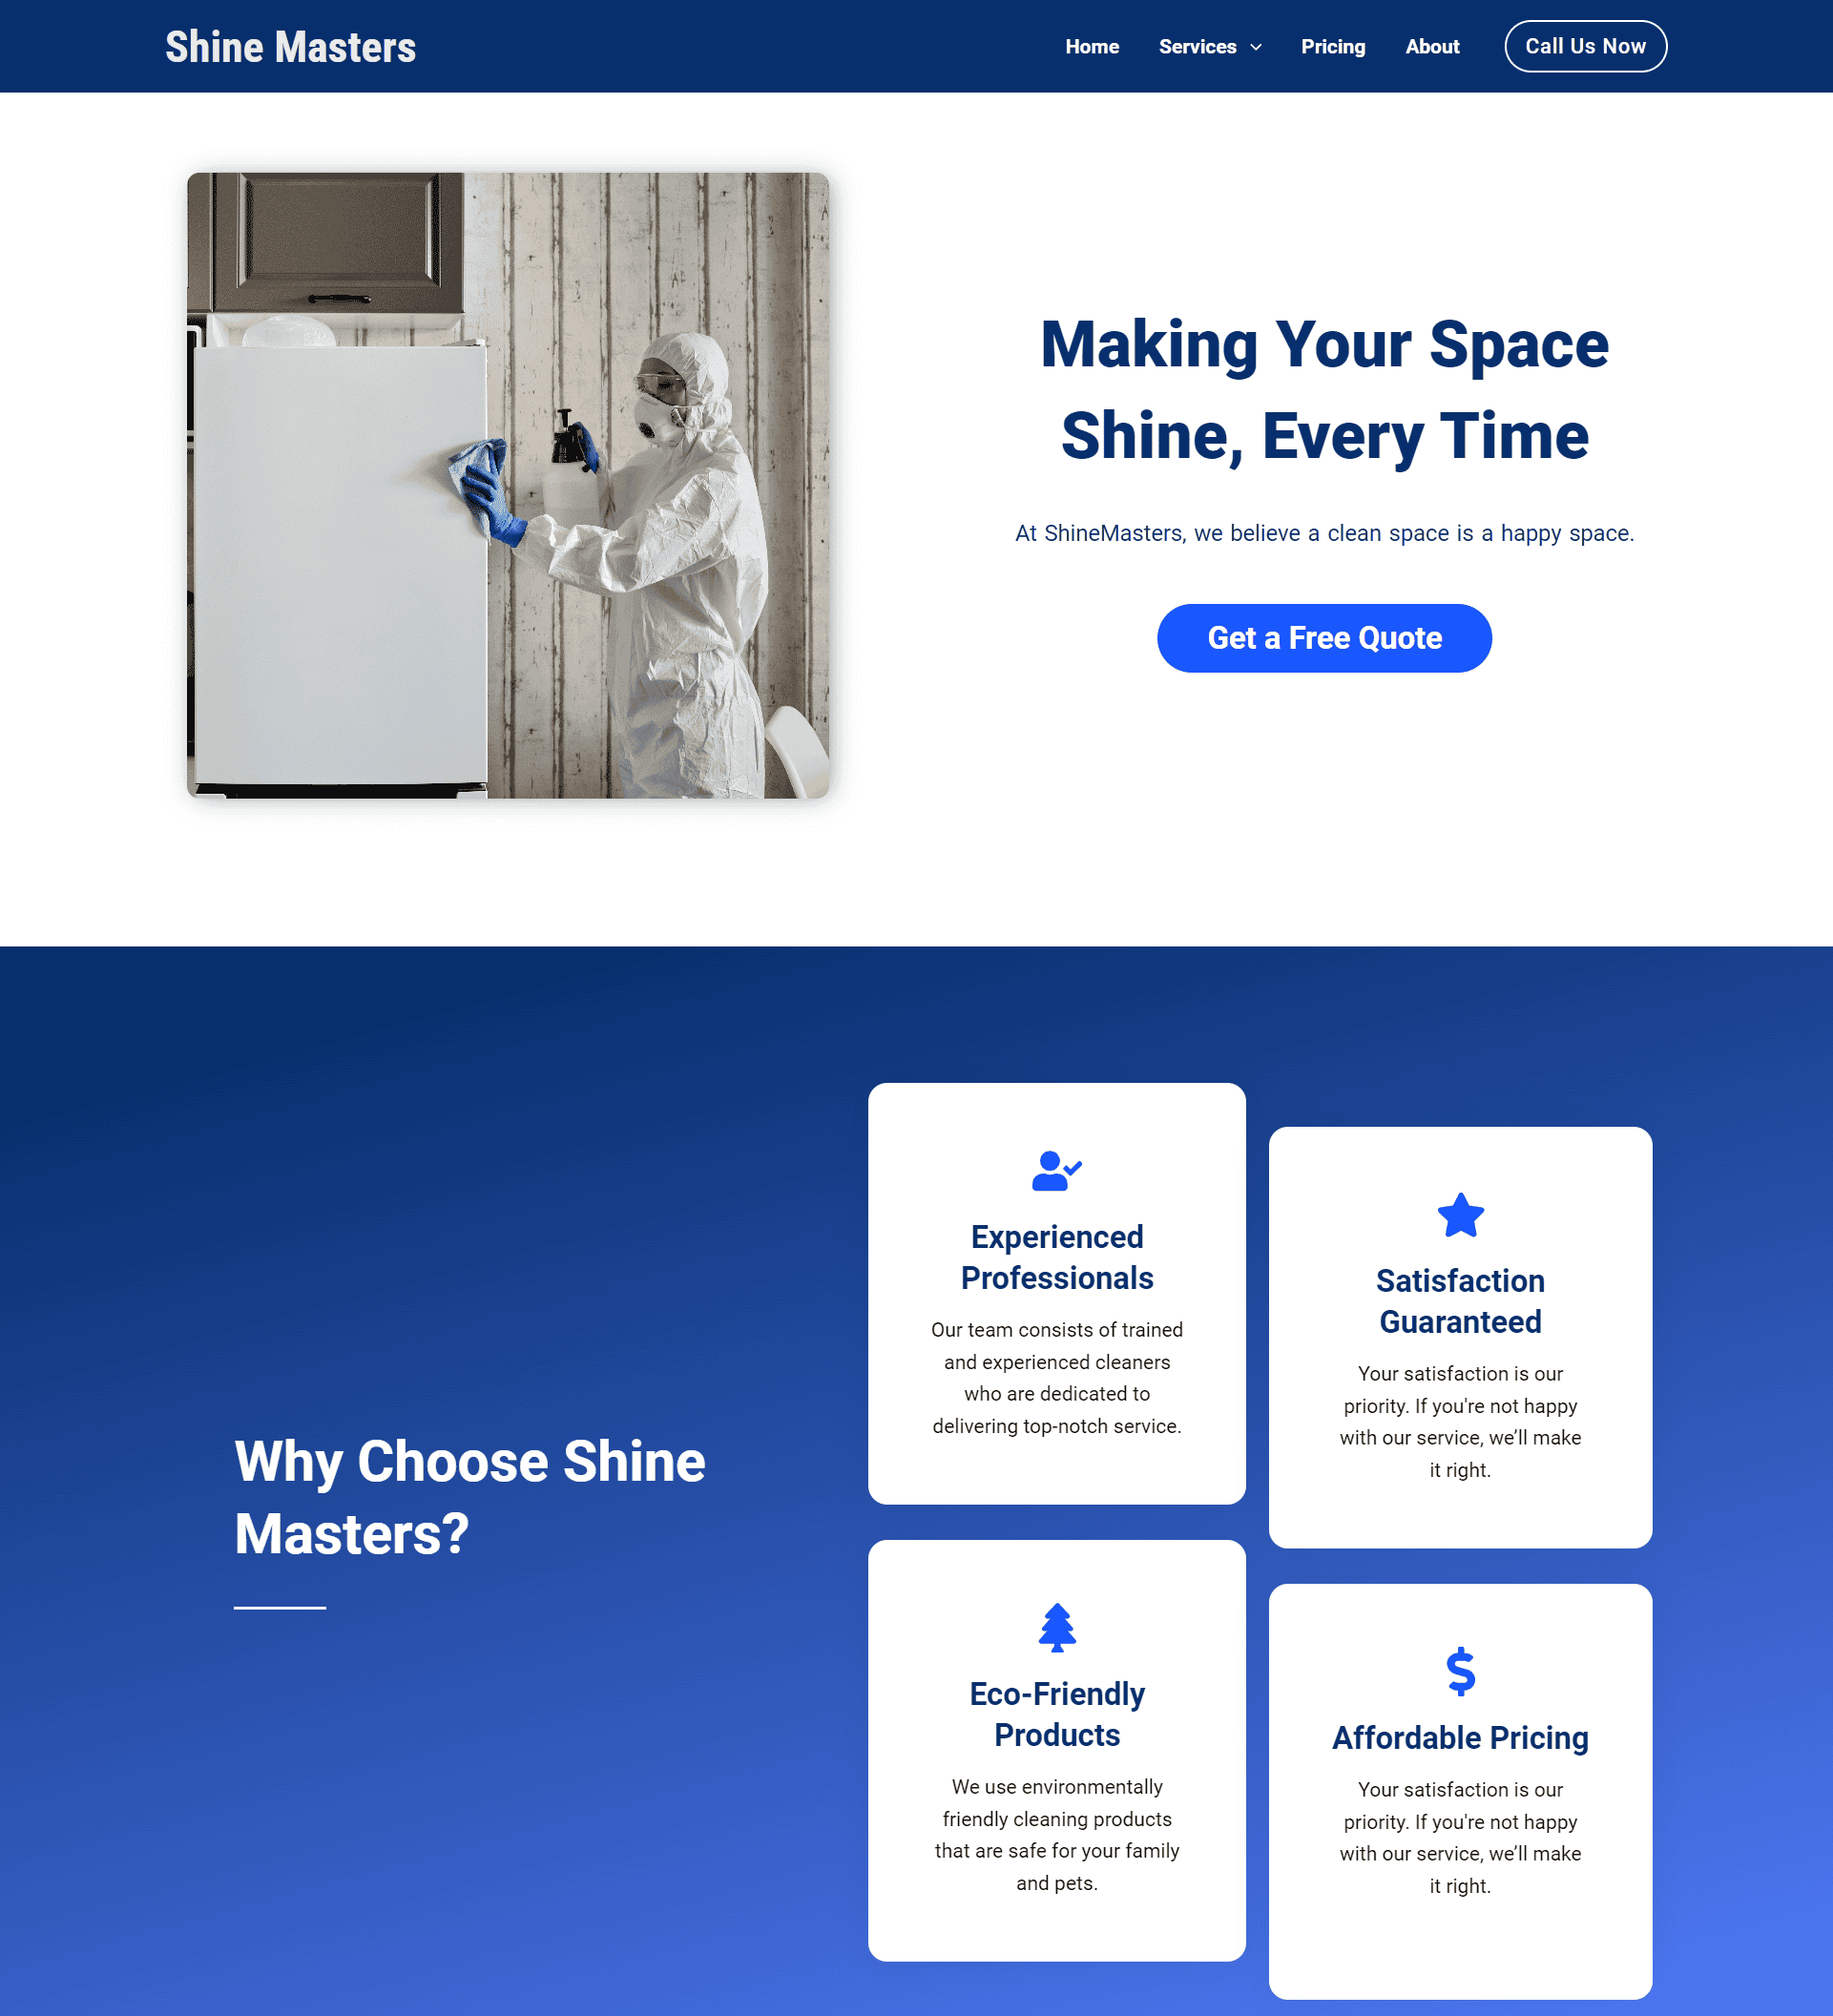 Shine Masters
Home
Services
Pricing
About
Call Us Now
Making Your Space
Shine, Every Time
At ShineMasters, we believe a clean space is a happy space.
Get a Free Quote
Why Choose Shine
Masters?
Experienced
Professionals
Our team consists of trained
and experienced cleaners
who are dedicated to
delivering top-notch service.
Satisfaction
Guaranteed
Your satisfaction is our
priority. If you're not happy
with our service, we’ll make
it right.
Eco-Friendly
Products
We use environmentally
friendly cleaning products
that are safe for your family
and pets.
Affordable Pricing
Your satisfaction is our
priority. If you're not happy
with our service, we’ll make
it right.